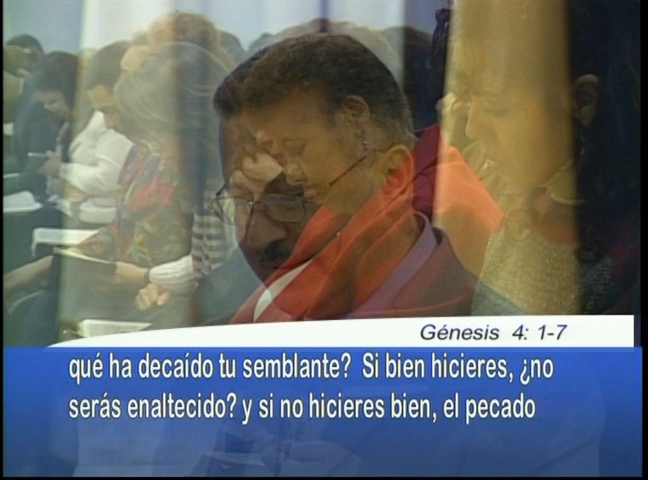 Génesis 4: 1-7
qué ha decaído tu semblante? Si bien hicieres, ¿no
serás enaltecido? y si no hicieres bien, el pecado